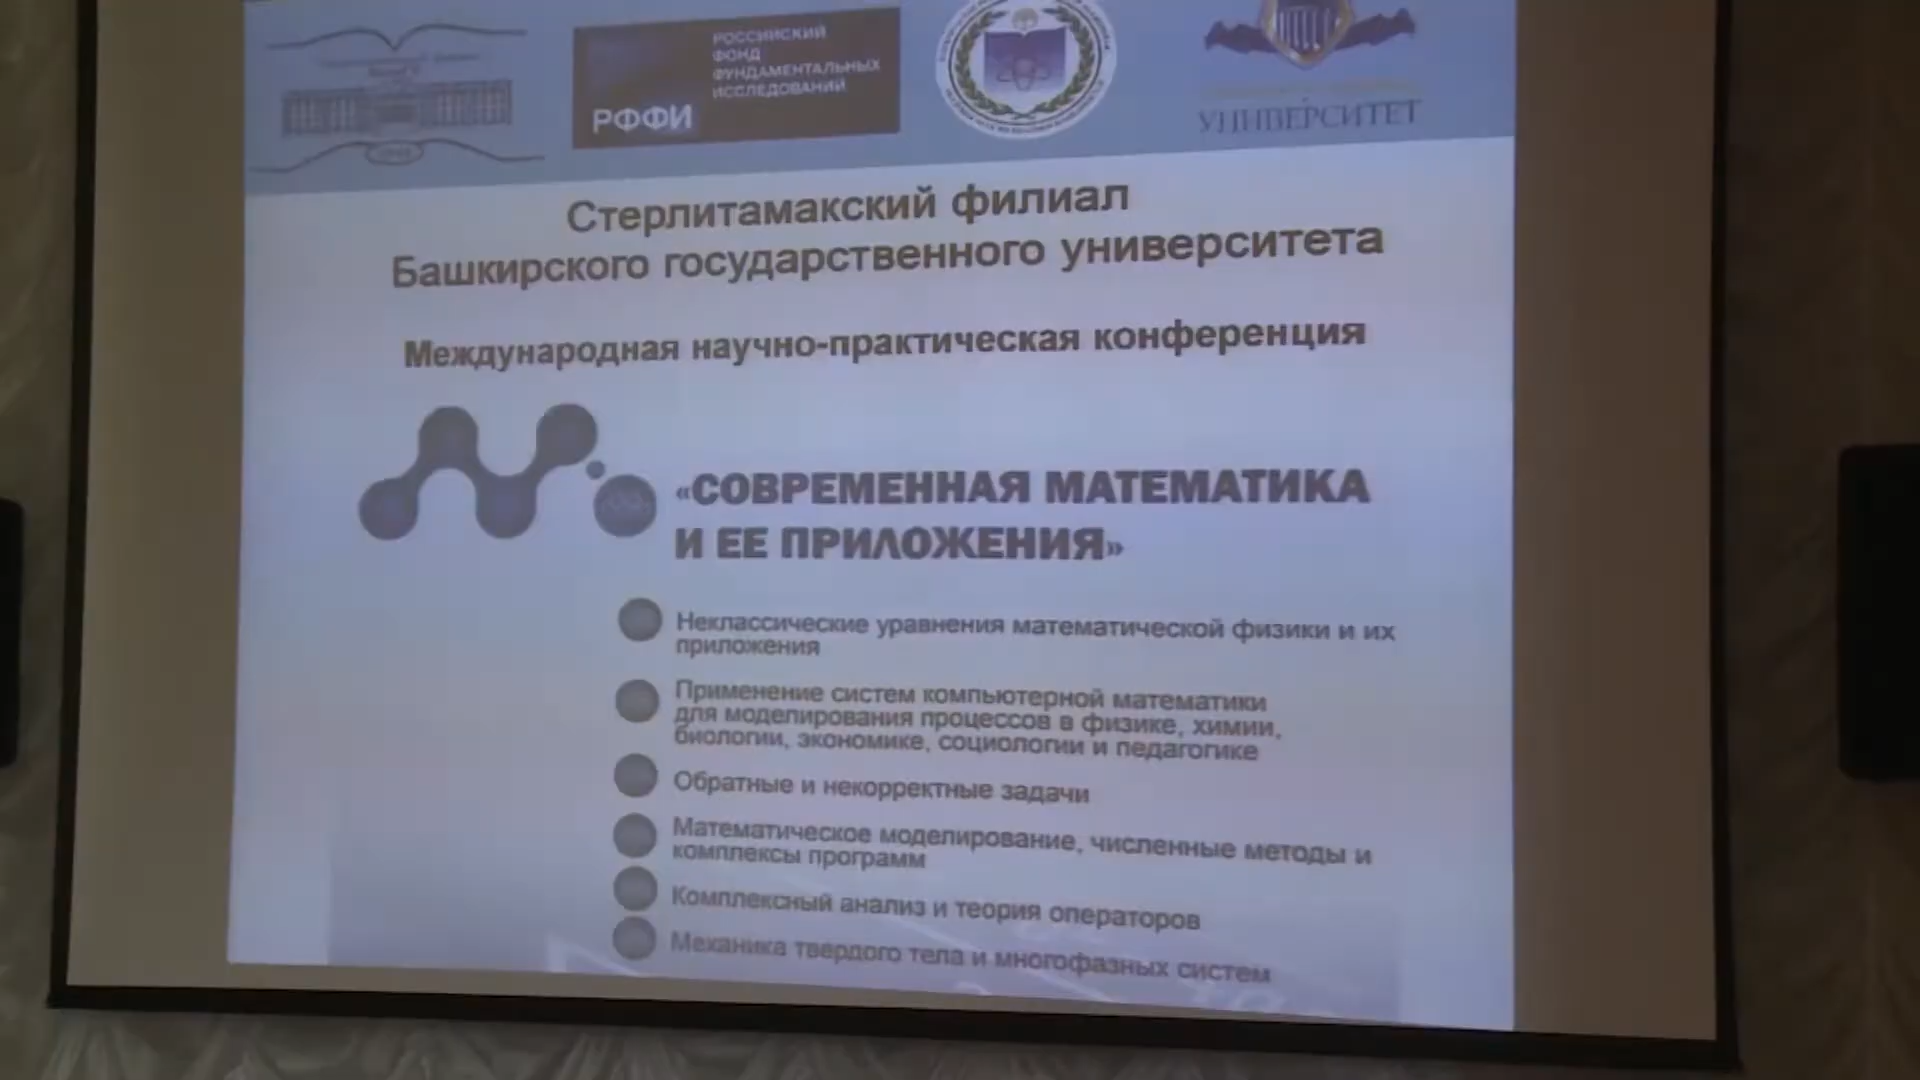 РОССИЙСКИЙ
ФОНД
ФУНДАМЕНТАЛЬНЫХ
ИССЛЕДОВАНИЙ
РФФИ
УНИВЕРСИТЕТ
Стерлитамакский филиал
Башкирского государственного университета
Международная научно-практическая конференция
«СОВРЕМЕННАЯ МАТЕМАТИКА
И ЕЕ ПРИЛОЖЕНИЯ»
Неклассические уравнения математической физики и их
приложения
Применение систем компьютерной математики
для моделирования процессов в физике, химии,
биологии, экономике, социологии и педагогике
Обратные и некорректные задачи
Математическое моделирование, численные методы и
комплексы программ
Комплексный анализ и теория операторов
Механика твердого тела и многофазных систем